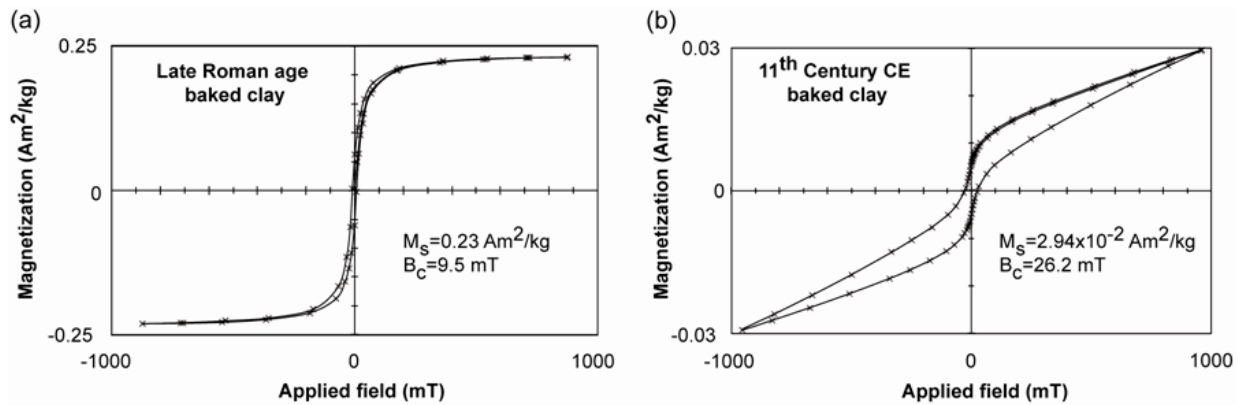 (a)
0.25
Late Roman age
baked clay
Magnetization (Am²/kg)
0
Ms=0.23 Am²/kg
Bc=9.5 mT
-0.25
-1000
0
1000
Applied field (mT)
(b)
0.03
11th Century CE
baked clay
Magnetization (Am²/kg)
0
Ms=2.94x10⁻² Am²/kg
Bc=26.2 mT
-0.03
-1000
0
1000
Applied field (mT)